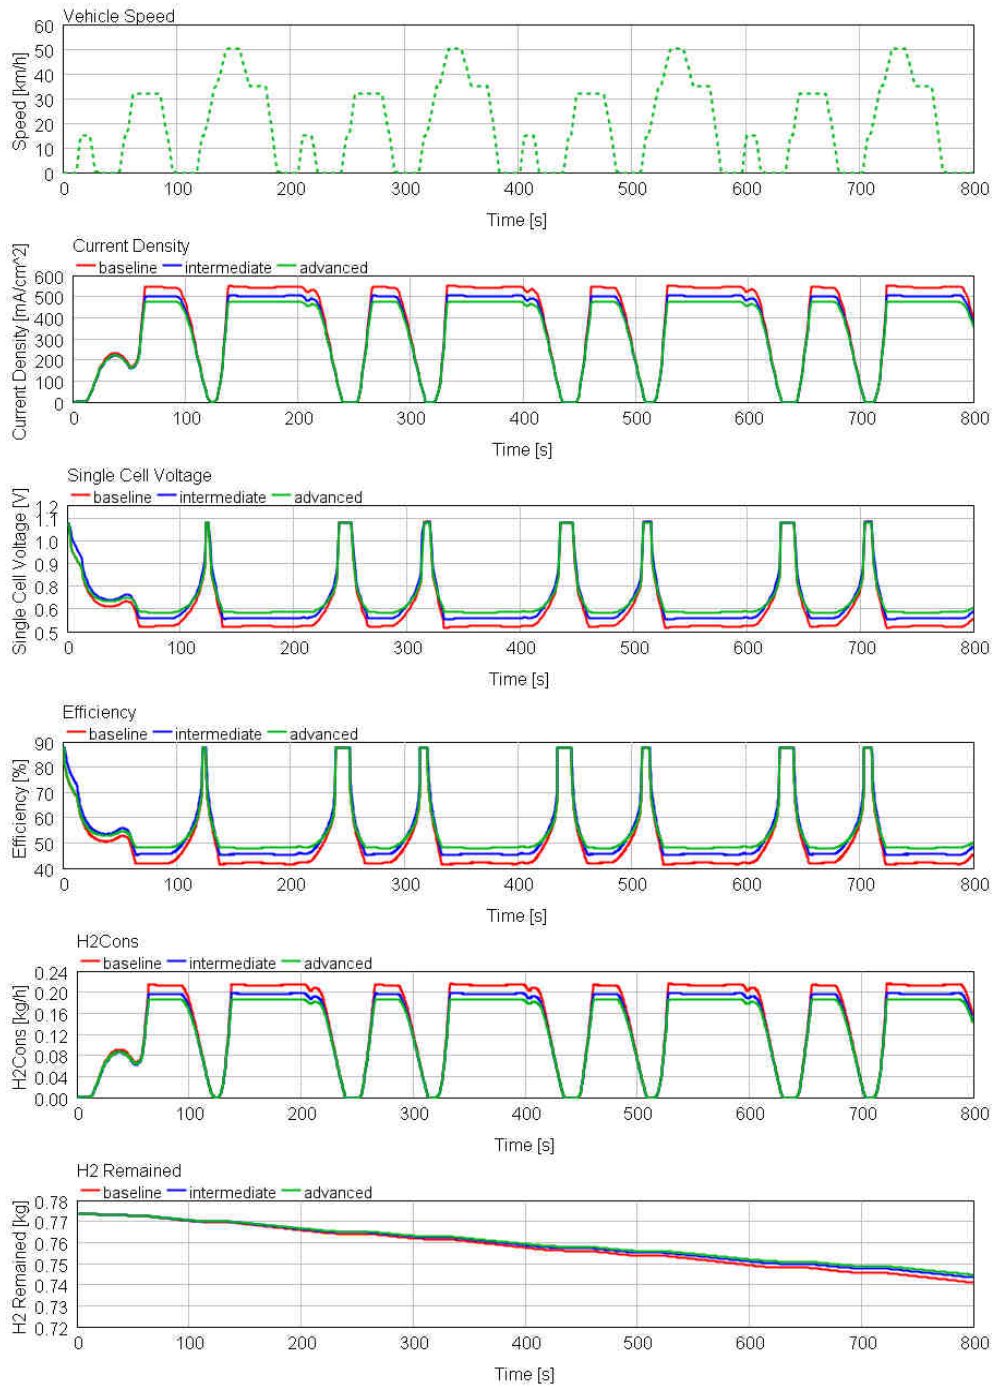 Vehicle Speed
60
50
40
30
20
10
0
Speed [km/h]
0 100 200 300 400 500 600 700 800
Time [s]
Current Density
baseline intermediate advanced
600
500
400
300
200
100
0
Current Density [mA/cm^2]
0 100 200 300 400 500 600 700 800
Time [s]
Single Cell Voltage
baseline intermediate advanced
1.2
1.1
1.0
0.9
0.8
0.6
0.5
Single Cell Voltage [V]
0 100 200 300 400 500 600 700 800
Time [s]
Efficiency
baseline intermediate advanced
90
80
70
60
50
40
Efficiency [%]
0 100 200 300 400 500 600 700 800
Time [s]
H2Cons
baseline intermediate advanced
0.24
0.20
0.16
0.12
0.08
0.04
0.00
H2Cons [kg/h]
0 100 200 300 400 500 600 700 800
Time [s]
H2 Remained
baseline intermediate advanced
0.78
0.77
0.76
0.75
0.74
0.73
0.72
H2 Remained [kg]
0 100 200 300 400 500 600 700 800
Time [s]